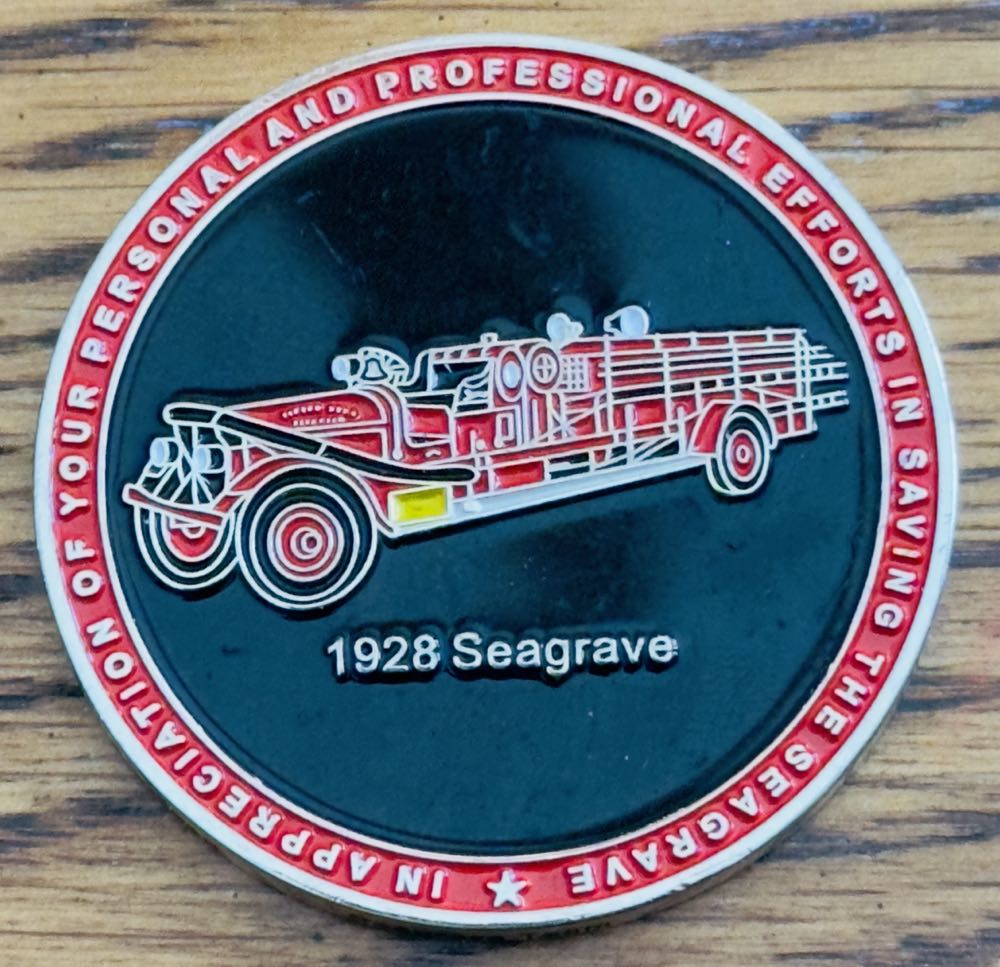 IN APPRECIATION OF YOUR PERSONAL AND PROFESSIONAL EFFORTS IN SAVING THE SEAGRAVE
1928 Seagrave